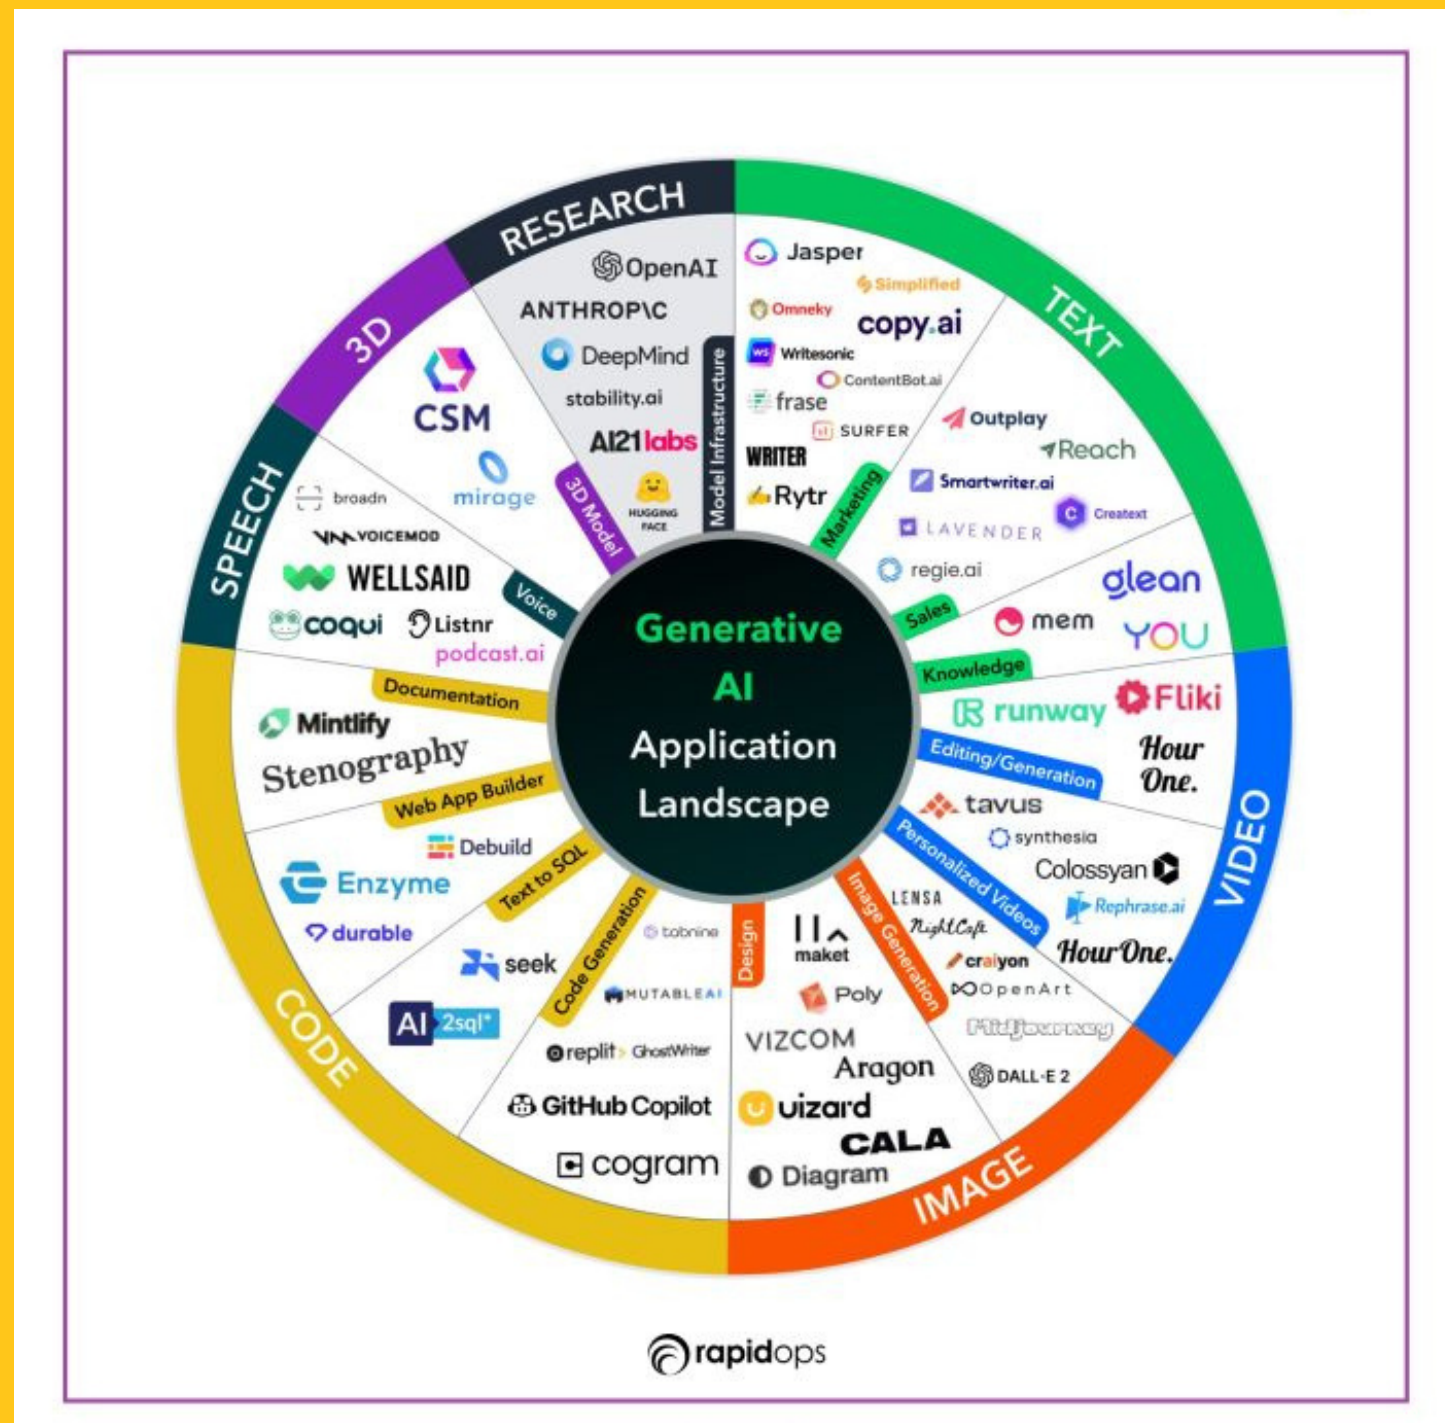 RESEARCH
OpenAI
ANTHROP\C
DeepMind
stability.ai
AI21labs
HUGGING
FACE
Model Infrastructure
TEXT
Jasper
Simplified
Omneky
copy.ai
WS Writesonic
ContentBot.ai
frase
SURFER
WRITER
Rytr
Marketing
Outplay
Reach
Smartwriter.ai
C Creatext
LAVENDER
regie.ai
Sales
glean
mem
YOU
Knowledge
VIDEO
runway
Fliki
Hour
One.
Editing/Generation
tavus
synthesia
Colossyan
Rephrase.ai
HourOne.
Personalized Videos
IMAGE
LENSA
NightCafe
craiyon
OpenArt
Midjourney
DALL·E 2
Image Generation
maket
Poly
VIZCOM
Aragon
uizard
CALA
Diagram
Design
CODE
tabnine
MUTABLEAI
replit GhostWriter
GitHub Copilot
cogram
Code Generation
seek
AI 2sql*
Text to SQL
Debuild
Enzyme
durable
Web App Builder
Mintlify
Stenography
Documentation
SPEECH
broadn
VOICEMOD
WELLSAID
coqui
Listnr
podcast.ai
Voice
3D
CSM
mirage
3D Model
Generative
AI
Application
Landscape
rapidops